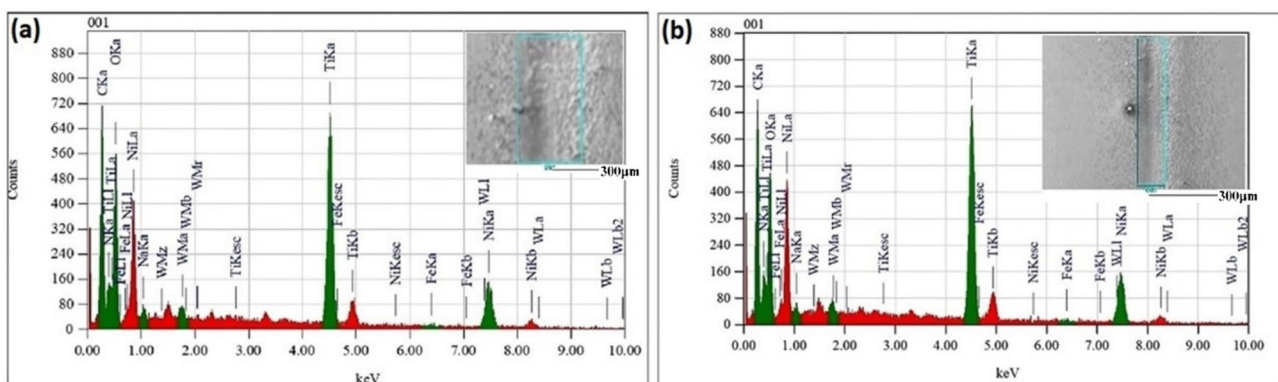 (a)
001
880
800
720
640
560
480
400
320
240
160
80
0
Counts
CKa
OKa
NKa
TiLl
TiLa
FeLl
FeLa
NiLl
NiLa
NaKa
WMz
WMa
WMb
WMr
TiKesc
TiKa
FeKesc
TiKb
NiKesc
FeKa
FeKb
NiKa
WLl
NiKb
WLa
WLb
WLb2
300μm
0.00 1.00 2.00 3.00 4.00 5.00 6.00 7.00 8.00 9.00 10.00
keV
(b)
001
880
800
720
640
560
480
400
320
240
160
80
0
Counts
CKa
NKa
TiLl
TiLa
OKa
FeLl
FeLa
NiLl
NiLa
NaKa
WMz
WMa
WMb
WMr
TiKesc
TiKa
FeKesc
TiKb
NiKesc
FeKa
FeKb
WLl
NiKa
NiKb
WLa
WLb
WLb2
300μm
0.00 1.00 2.00 3.00 4.00 5.00 6.00 7.00 8.00 9.00 10.00
keV